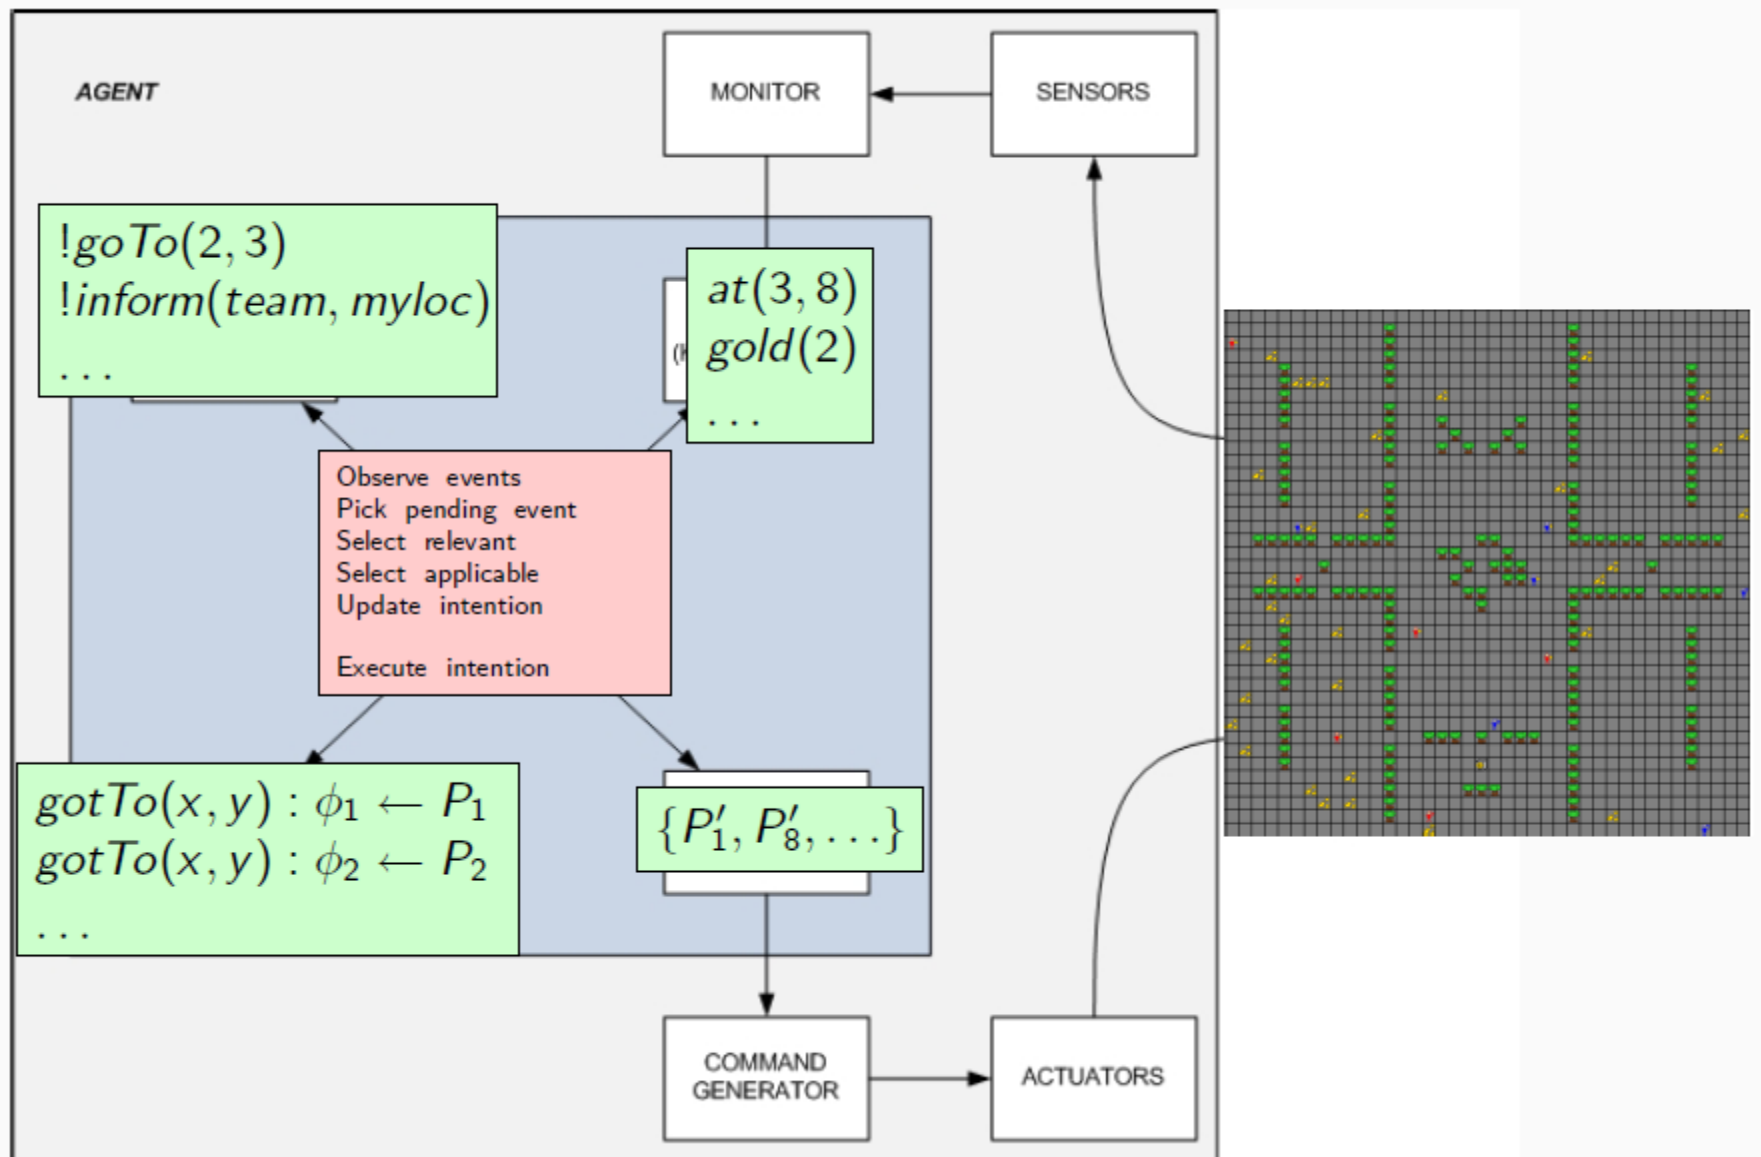 AGENT
MONITOR
SENSORS
!goTo(2, 3)
!inform(team, myloc)
...
at(3, 8)
gold(2)
...
Observe events
Pick pending event
Select relevant
Select applicable
Update intention
Execute intention
gotTo(x, y) : ϕ₁ ← P₁
gotTo(x, y) : ϕ₂ ← P₂
...
{P′₁, P′₈, ...}
COMMAND
GENERATOR
ACTUATORS